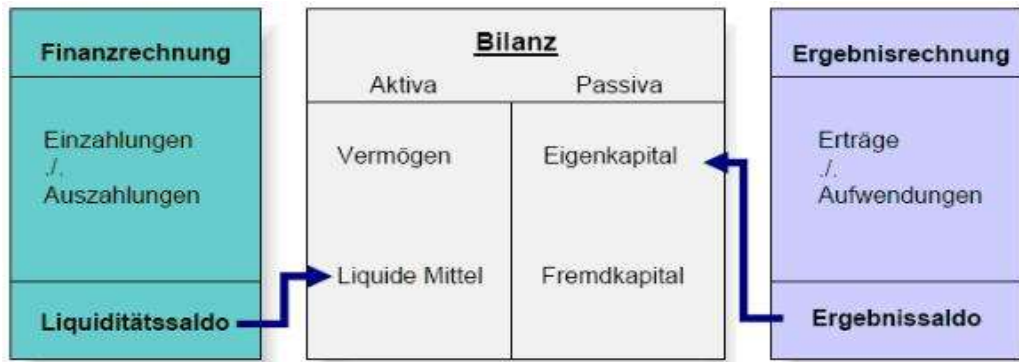 Finanzrechnung
Einzahlungen
./.
Auszahlungen
Liquiditätssaldo
Bilanz
Aktiva Passiva
Vermögen Eigenkapital
Liquide Mittel Fremdkapital
Ergebnisrechnung
Erträge
./.
Aufwendungen
Ergebnissaldo